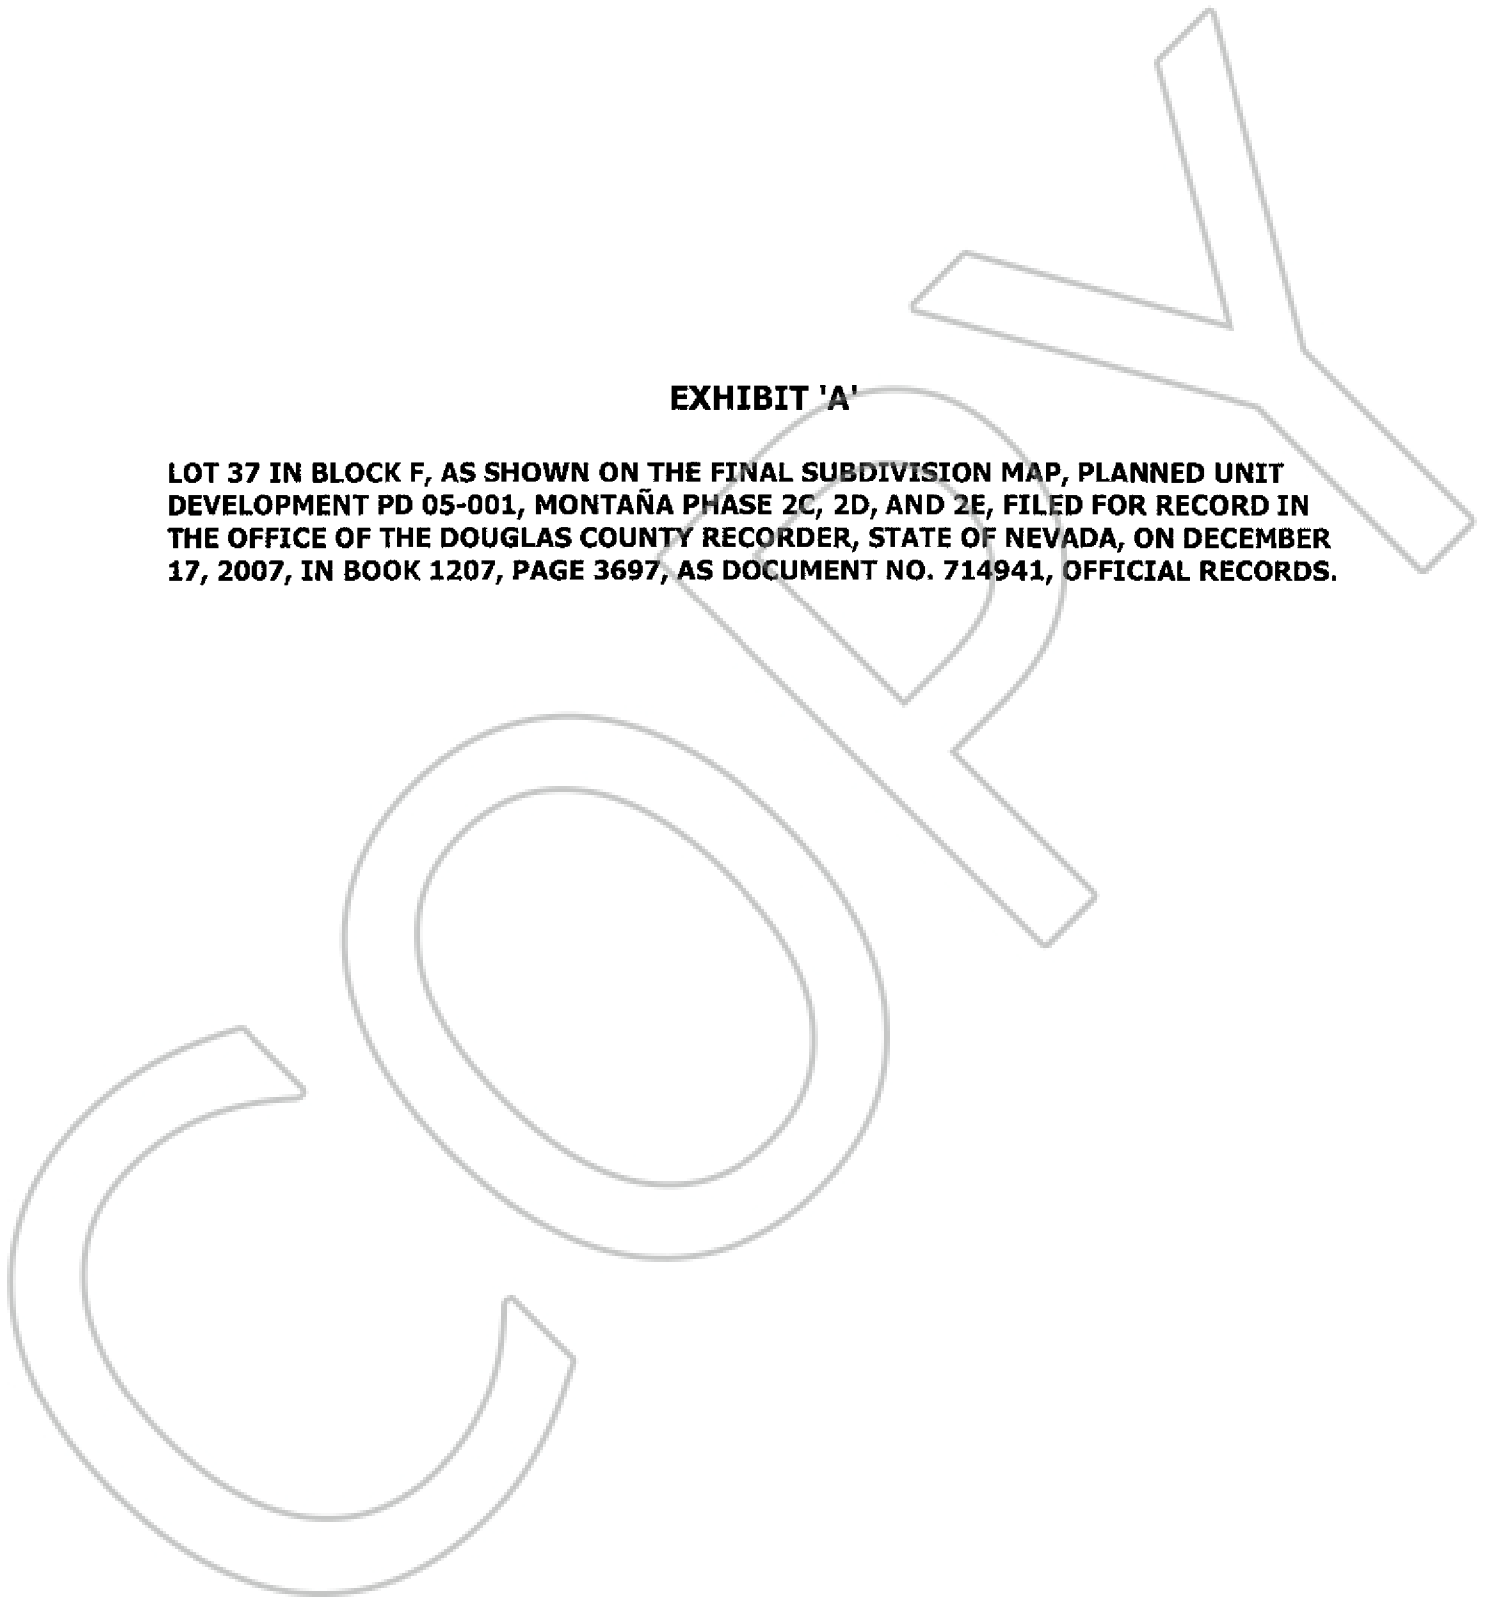 EXHIBIT 'A'
LOT 37 IN BLOCK F, AS SHOWN ON THE FINAL SUBDIVISION MAP, PLANNED UNIT
DEVELOPMENT PD 05-001, MONTAÑA PHASE 2C, 2D, AND 2E, FILED FOR RECORD IN
THE OFFICE OF THE DOUGLAS COUNTY RECORDER, STATE OF NEVADA, ON DECEMBER
17, 2007, IN BOOK 1207, PAGE 3697, AS DOCUMENT NO. 714941, OFFICIAL RECORDS.
COPY